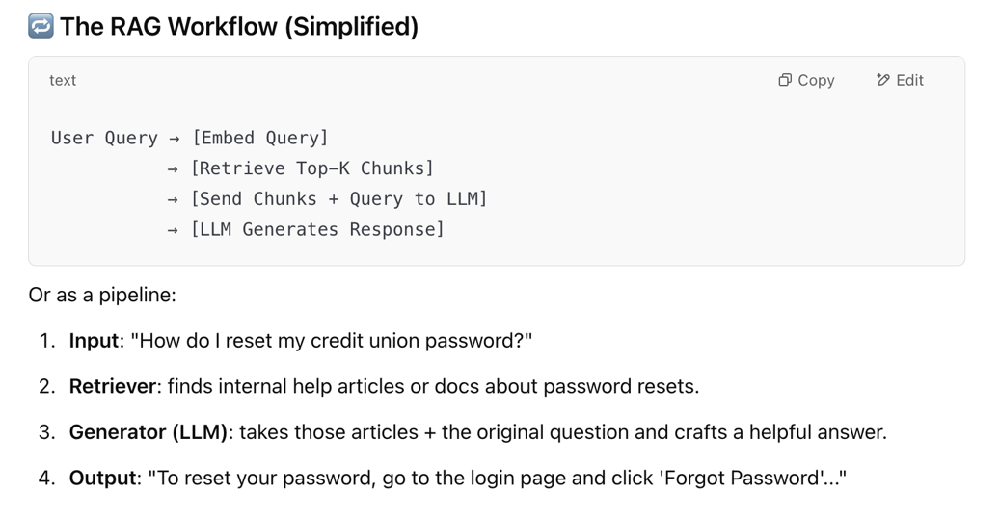 🔁 The RAG Workflow (Simplified)
text Copy Edit
User Query → [Embed Query]
→ [Retrieve Top-K Chunks]
→ [Send Chunks + Query to LLM]
→ [LLM Generates Response]
Or as a pipeline:
1. Input: "How do I reset my credit union password?"
2. Retriever: finds internal help articles or docs about password resets.
3. Generator (LLM): takes those articles + the original question and crafts a helpful answer.
4. Output: "To reset your password, go to the login page and click 'Forgot Password'..."